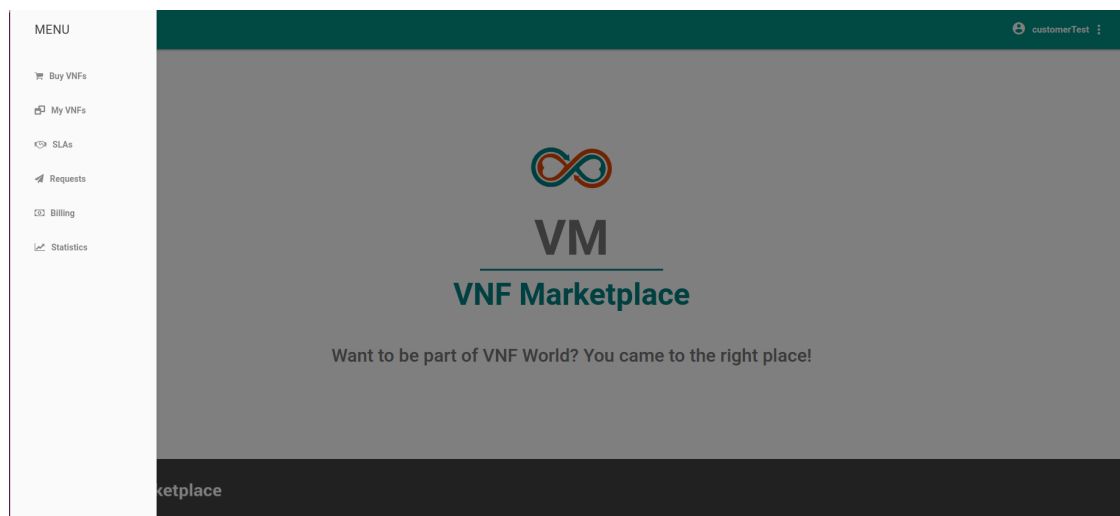 MENU
customerTest
Buy VNFs
My VNFs
SLAs
Requests
Billing
Statistics
VM
VNF Marketplace
Want to be part of VNF World? You came to the right place!
ketplace